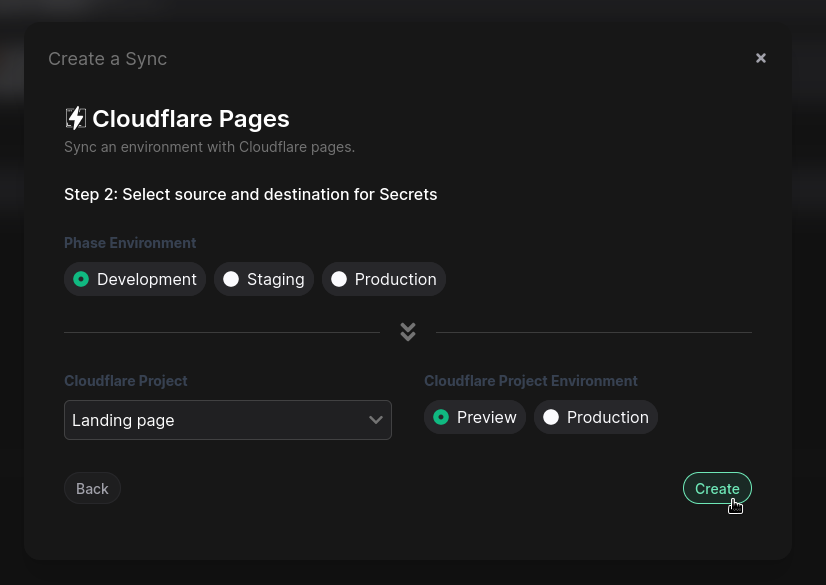 Create a Sync
Cloudflare Pages
Sync an environment with Cloudflare pages.
Step 2: Select source and destination for Secrets
Phase Environment
Development Staging Production
Cloudflare Project
Landing page
Cloudflare Project Environment
Preview Production
Back
Create